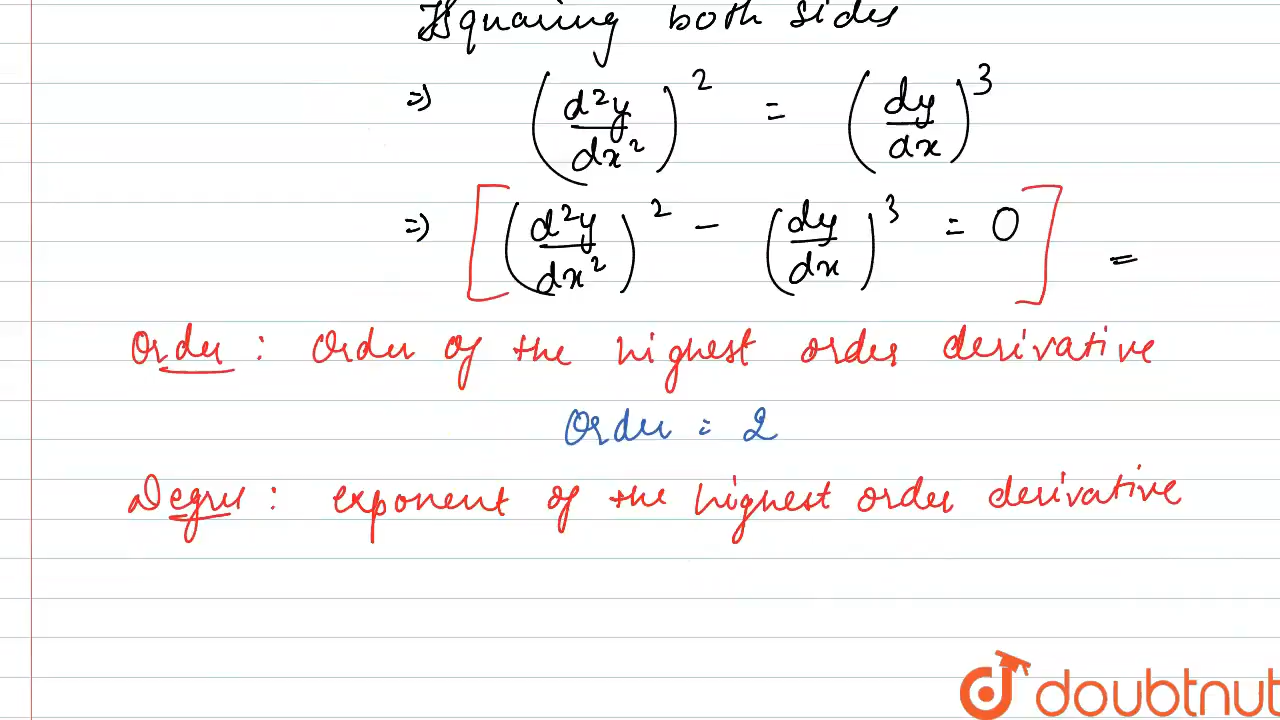 Squaring both sides
=> (d²y/dx²)² = (dy/dx)³
=> [(d²y/dx²)² - (dy/dx)³ = 0] =
Order : Order of the highest order derivative
Order = 2
Degree : exponent of the highest order derivative
doubtnut